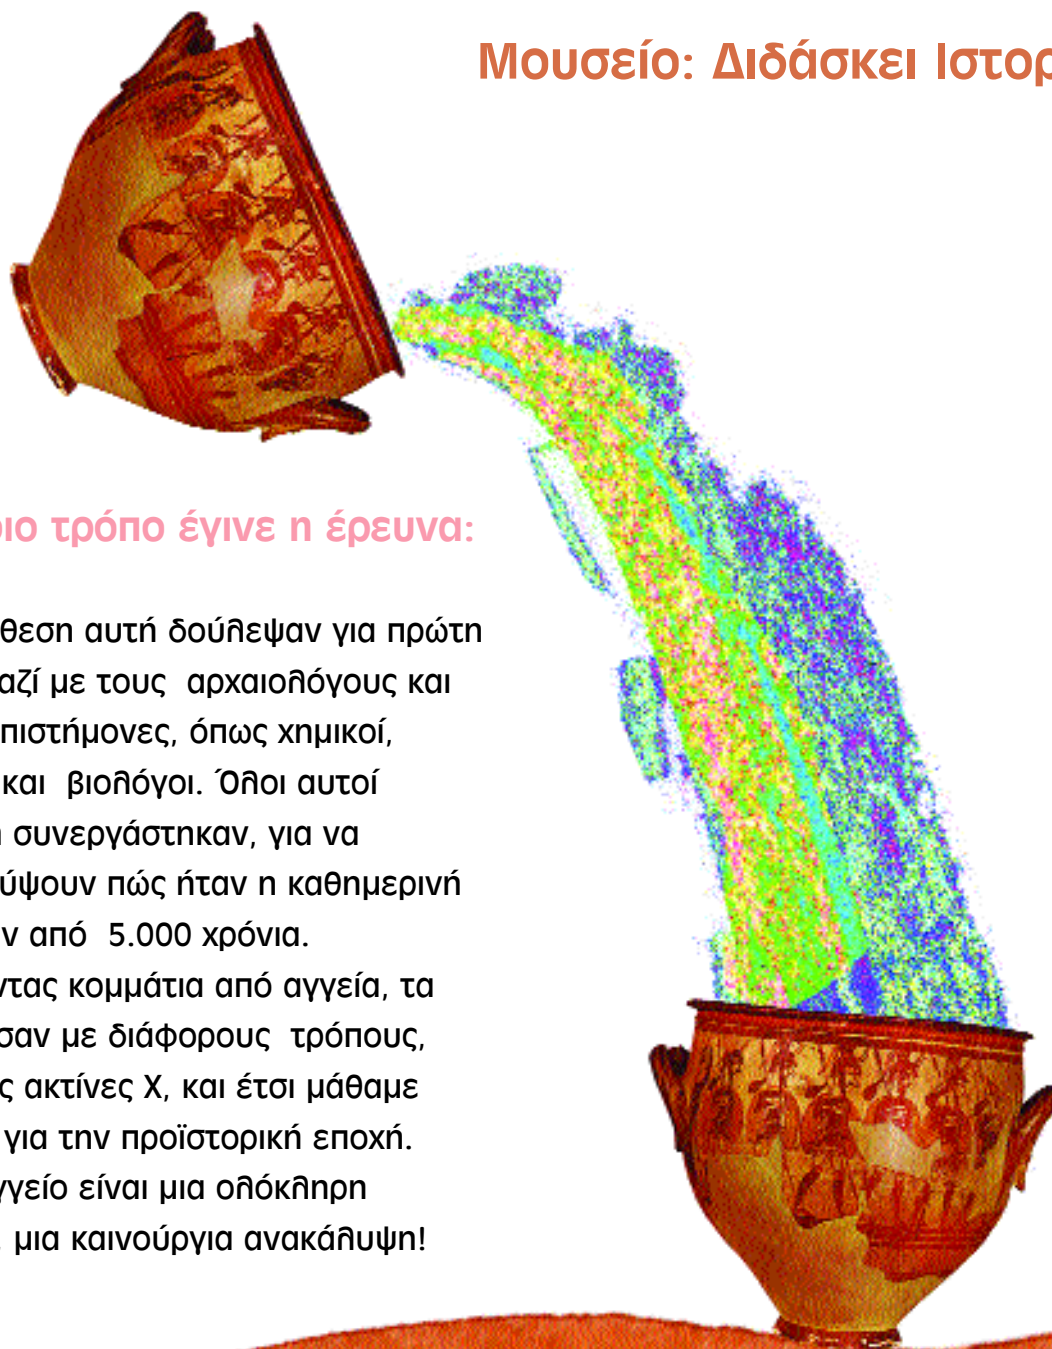 Μουσείο: Διδάσκει Ιστορ
ιο τρόπο έγινε η έρευνα:
θεση αυτή δούλεψαν για πρώτη
αζί με τους αρχαιολόγους και
πιστήμονες, όπως χημικοί,
και βιολόγοι. Όλοι αυτοί
συνεργάστηκαν, για να
ύψουν πώς ήταν η καθημερινή
ν από 5.000 χρόνια.
ντας κομμάτια από αγγεία, τα
σαν με διάφορους τρόπους,
ς ακτίνες Χ, και έτσι μάθαμε
για την προϊστορική εποχή.
γγείο είναι μια ολόκληρη
μια καινούργια ανακάλυψη!